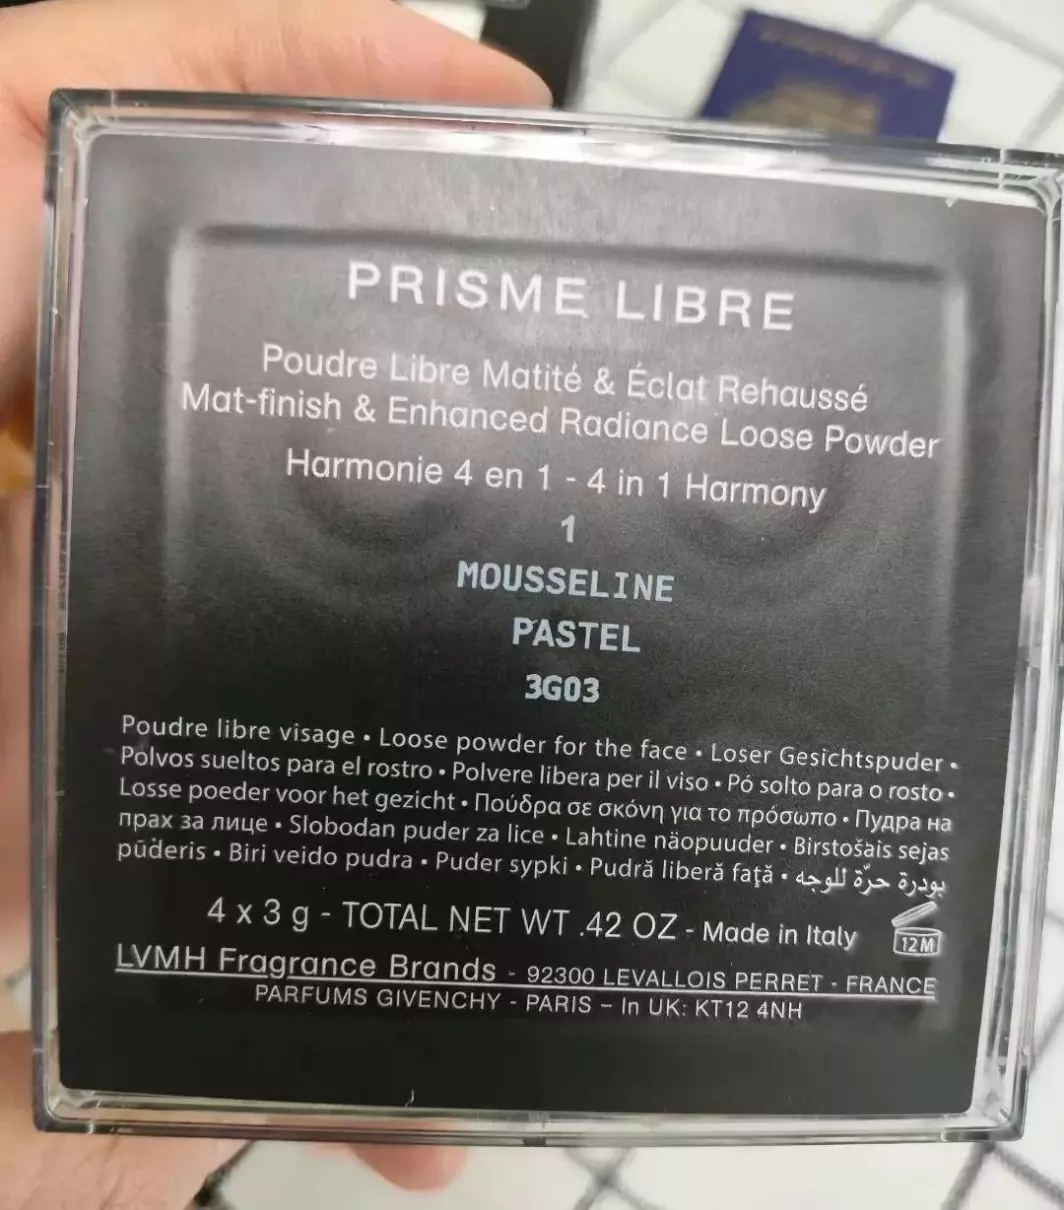 PRISME LIBRE
Poudre Libre Matité & Éclat Rehaussé
Mat-finish & Enhanced Radiance Loose Powder
Harmonie 4 en 1 - 4 in 1 Harmony
1
MOUSSELINE
PASTEL
3G03
Poudre libre visage • Loose powder for the face • Loser Gesichtspuder •
Polvos sueltos para el rostro • Polvere libera per il viso • Pó solto para o rosto •
Losse poeder voor het gezicht • Πούδρα σε σκόνη για το πρόσωπο • Пудра на
прах за лице • Slobodan puder za lice • Lahtine näopuuder • Birstošais sejas
pūderis • Biri veido pudra • Puder sypki • Pudră liberă faţă • بودرة حرّة للوجه
4 x 3 g - TOTAL NET WT .42 OZ - Made in Italy
12 M
LVMH Fragrance Brands - 92300 LEVALLOIS PERRET - FRANCE
PARFUMS GIVENCHY - PARIS – In UK: KT12 4NH